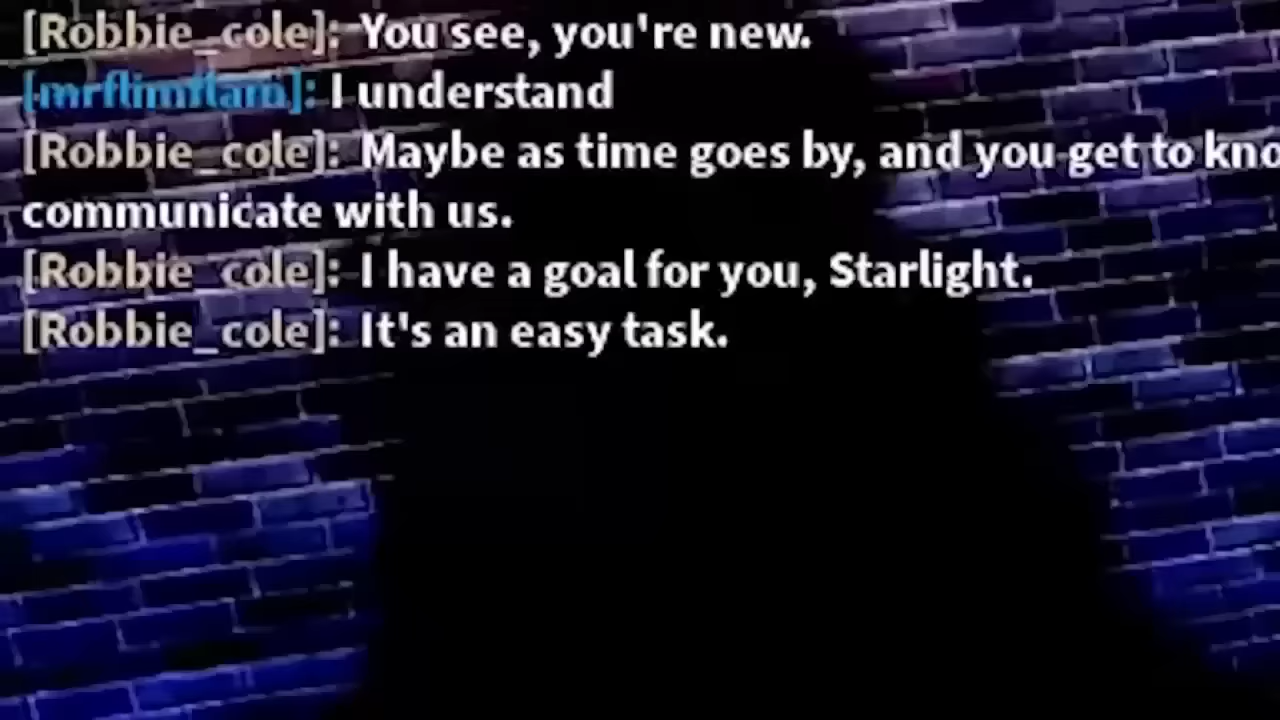 [Robbie_cole]: You see, you're new.
[mrflimflam]: I understand
[Robbie_cole]: Maybe as time goes by, and you get to kno
communicate with us.
[Robbie_cole]: I have a goal for you, Starlight.
[Robbie_cole]: It's an easy task.